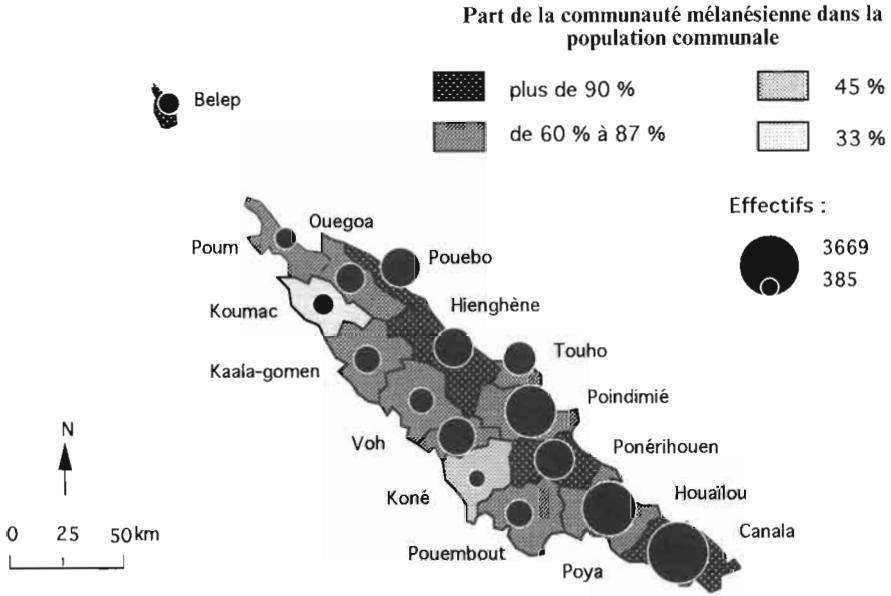 Part de la communauté mélanésienne dans la
population communale
plus de 90 %
45 %
de 60 % à 87 %
33 %
Effectifs :
3669
385
Belep
Ouegoa
Poum
Pouebo
Koumac
Hienghène
Kaala-gomen
Touho
Poindimié
Voh
Ponérihouen
Koné
Houaïlou
Pouembout
Canala
Poya
N
0 25 50 km